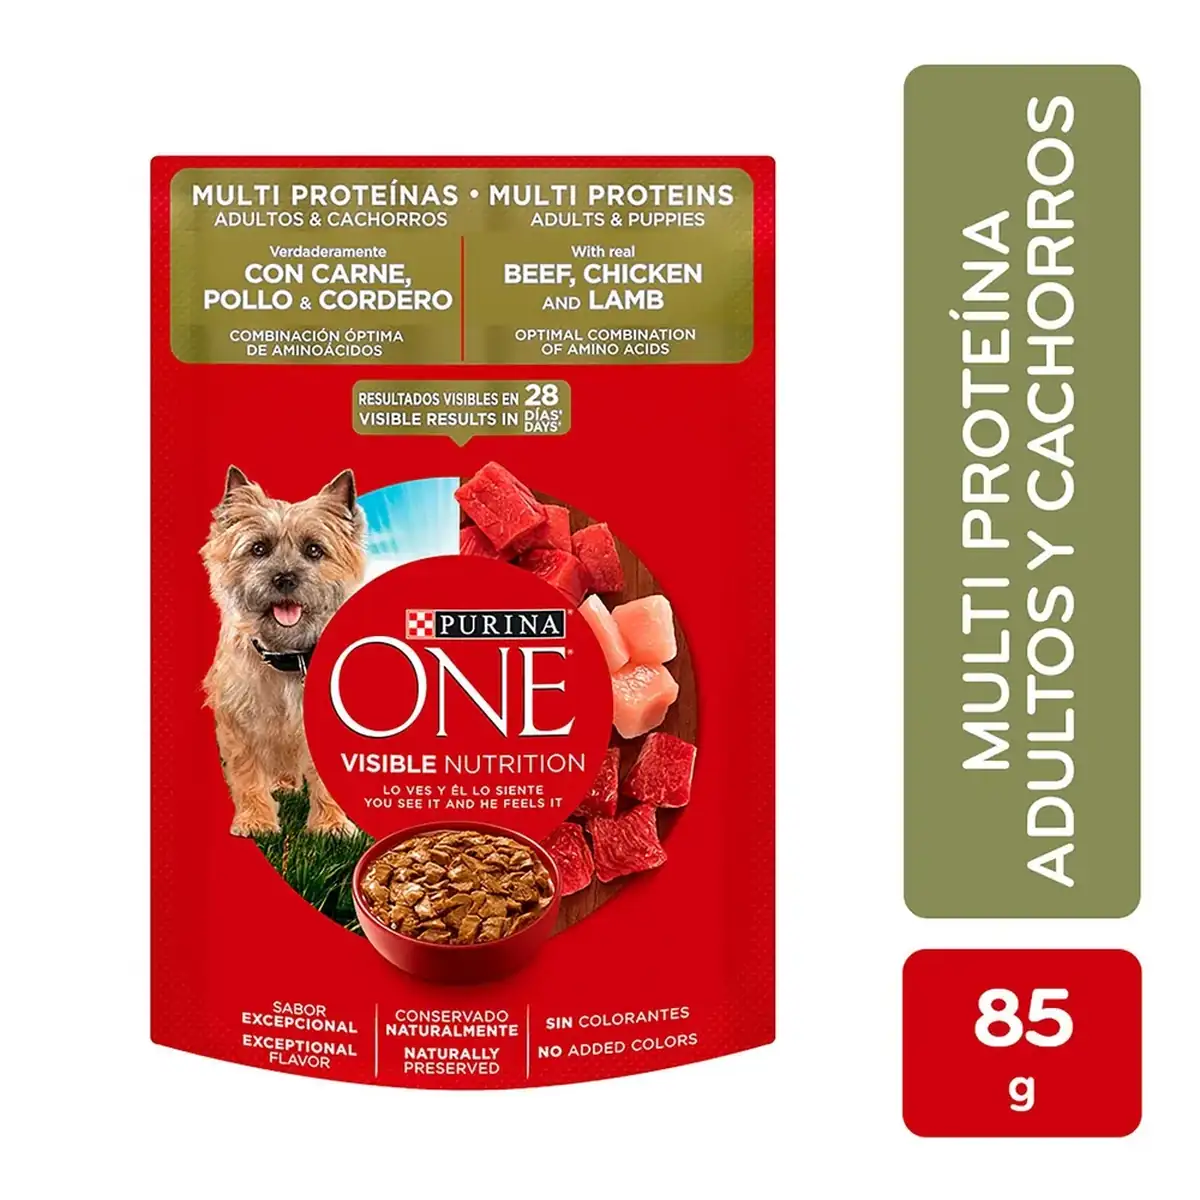 MULTI PROTEÍNAS • MULTI PROTEINS
ADULTOS & CACHORROS
ADULTS & PUPPIES
Verdaderamente
CON CARNE,
POLLO & CORDERO
COMBINACIÓN ÓPTIMA
DE AMINOÁCIDOS
With real
BEEF, CHICKEN
AND LAMB
OPTIMAL COMBINATION
OF AMINO ACIDS
RESULTADOS VISIBLES EN 28 DÍAS*
VISIBLE RESULTS IN DAYS*
PURINA
ONE
VISIBLE NUTRITION
LO VES Y ÉL LO SIENTE
YOU SEE IT AND HE FEELS IT
SABOR
EXCEPCIONAL
EXCEPTIONAL
FLAVOR
CONSERVADO
NATURALMENTE
NATURALLY
PRESERVED
SIN COLORANTES
NO ADDED COLORS
MULTI PROTEÍNA
ADULTOS Y CACHORROS
85
g